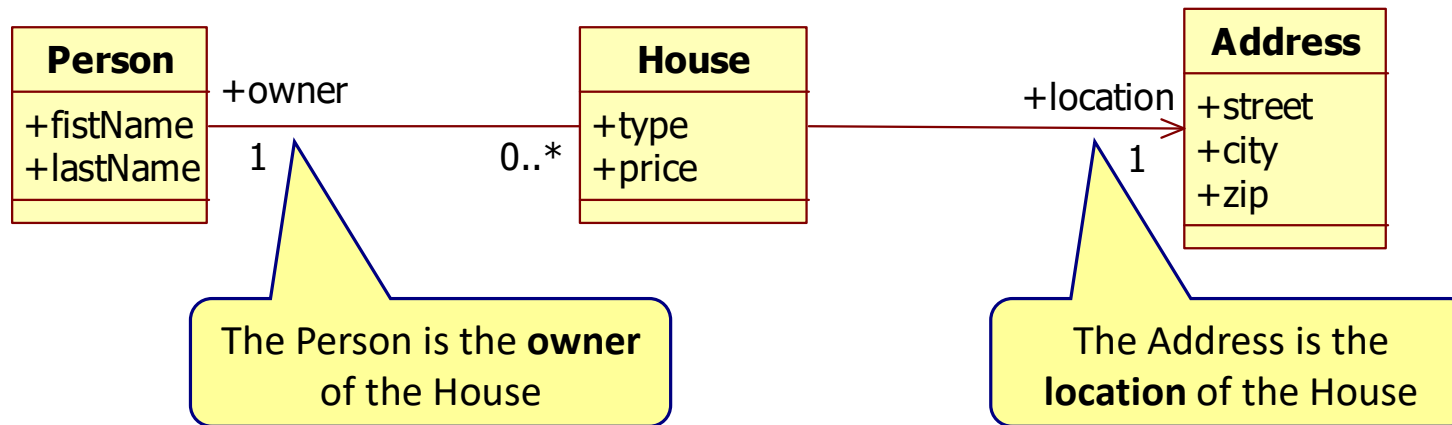 Person
+fistName
+lastName
+owner
1
0..*
House
+type
+price
+location
1
Address
+street
+city
+zip
The Person is the owner
of the House
The Address is the
location of the House